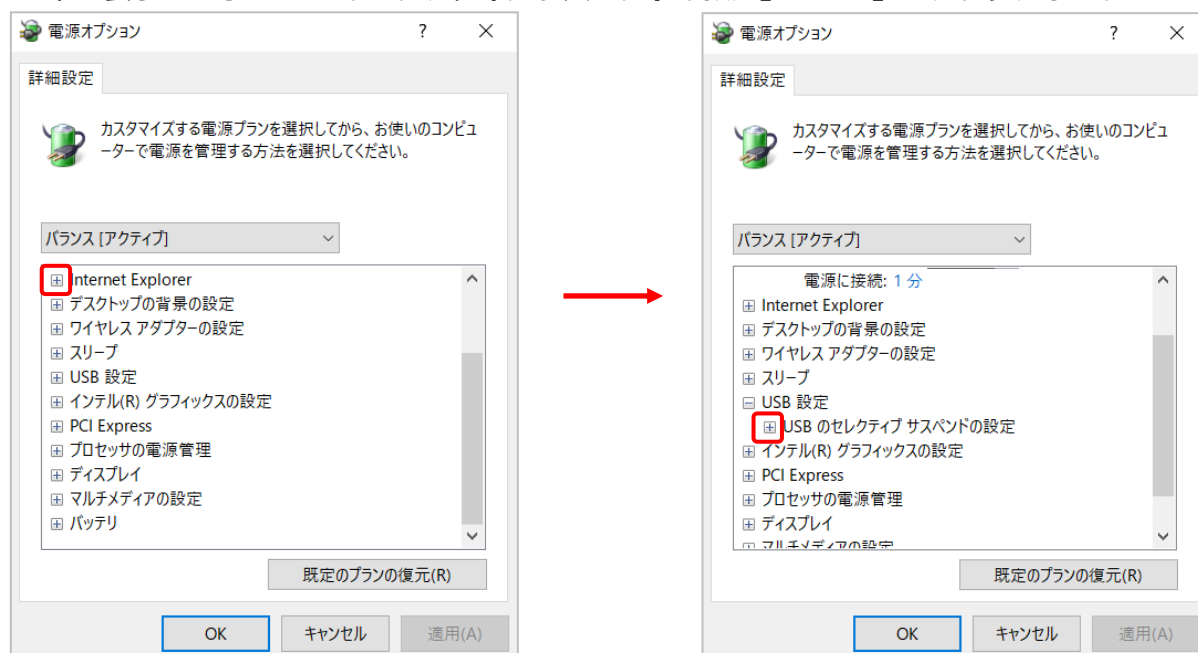 電源オプション
詳細設定
カスタマイズする電源プランを選択してから、お使いのコンピュ
ーターで電源を管理する方法を選択してください。
バランス [アクティブ]
Internet Explorer
デスクトップの背景の設定
ワイヤレス アダプターの設定
スリープ
USB 設定
インテル(R) グラフィックスの設定
PCI Express
プロセッサの電源管理
ディスプレイ
マルチメディアの設定
バッテリ
既定のプランの復元(R)
OK
キャンセル
適用(A)
電源オプション
詳細設定
カスタマイズする電源プランを選択してから、お使いのコンピュ
ーターで電源を管理する方法を選択してください。
バランス [アクティブ]
電源に接続: 1 分
Internet Explorer
デスクトップの背景の設定
ワイヤレス アダプターの設定
スリープ
USB 設定
USB のセレクティブ サスペンドの設定
インテル(R) グラフィックスの設定
PCI Express
プロセッサの電源管理
ディスプレイ
マルチメディアの設定
既定のプランの復元(R)
OK
キャンセル
適用(A)